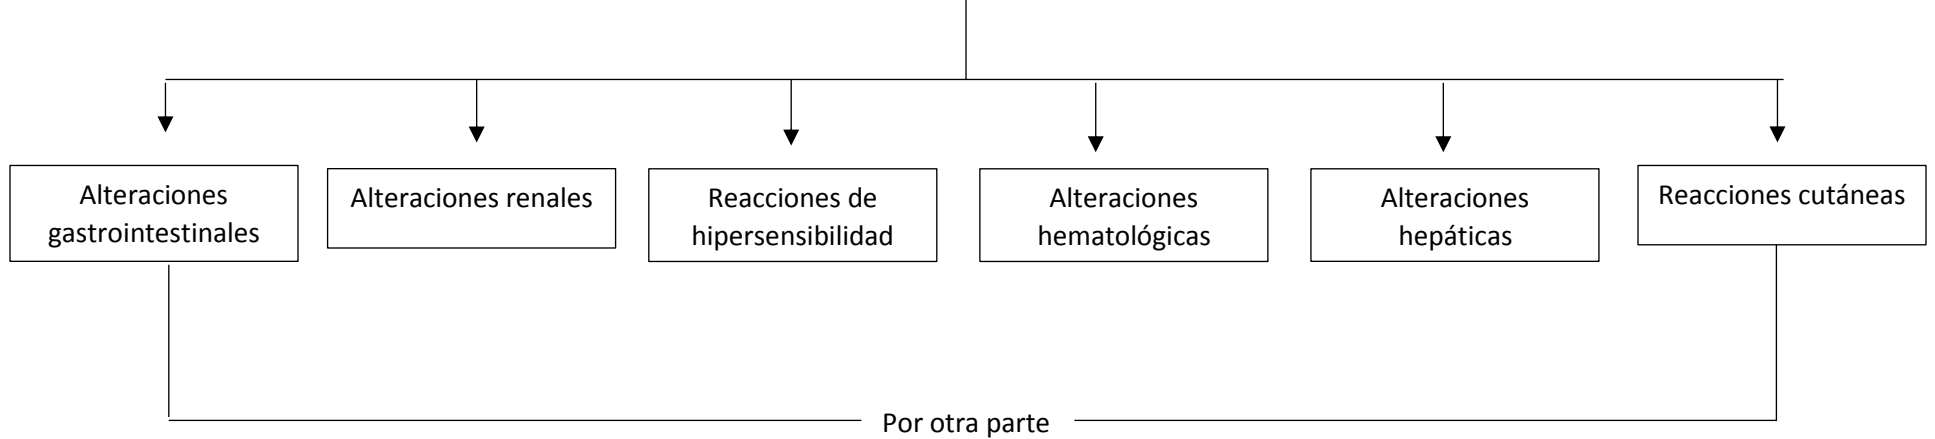 Alteraciones
gastrointestinales
Alteraciones renales
Reacciones de
hipersensibilidad
Alteraciones
hematológicas
Alteraciones
hepáticas
Reacciones cutáneas
Por otra parte